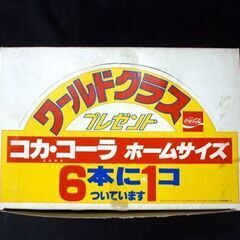 ワールドグラス
プレゼント
Coca-Cola
コカ・コーラ ホームサイズ
6本に1コ
ついています